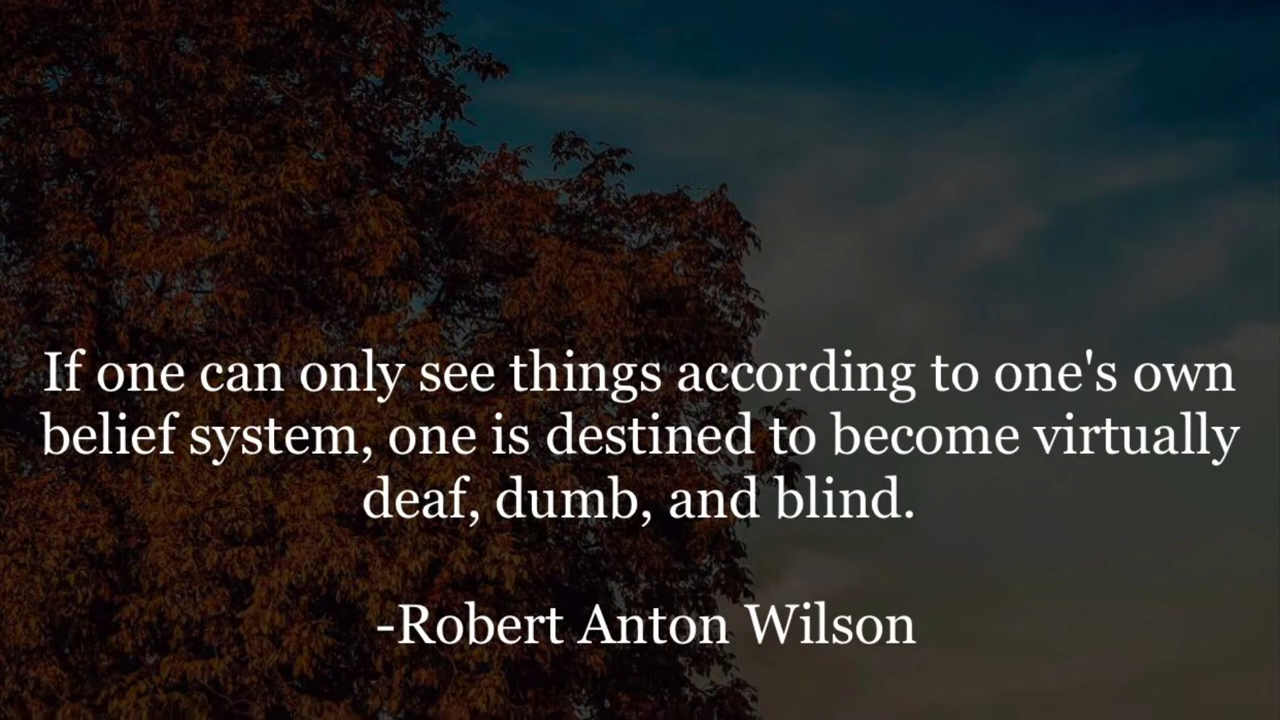 If one can only see things according to one's own
belief system, one is destined to become virtually
deaf, dumb, and blind.
-Robert Anton Wilson